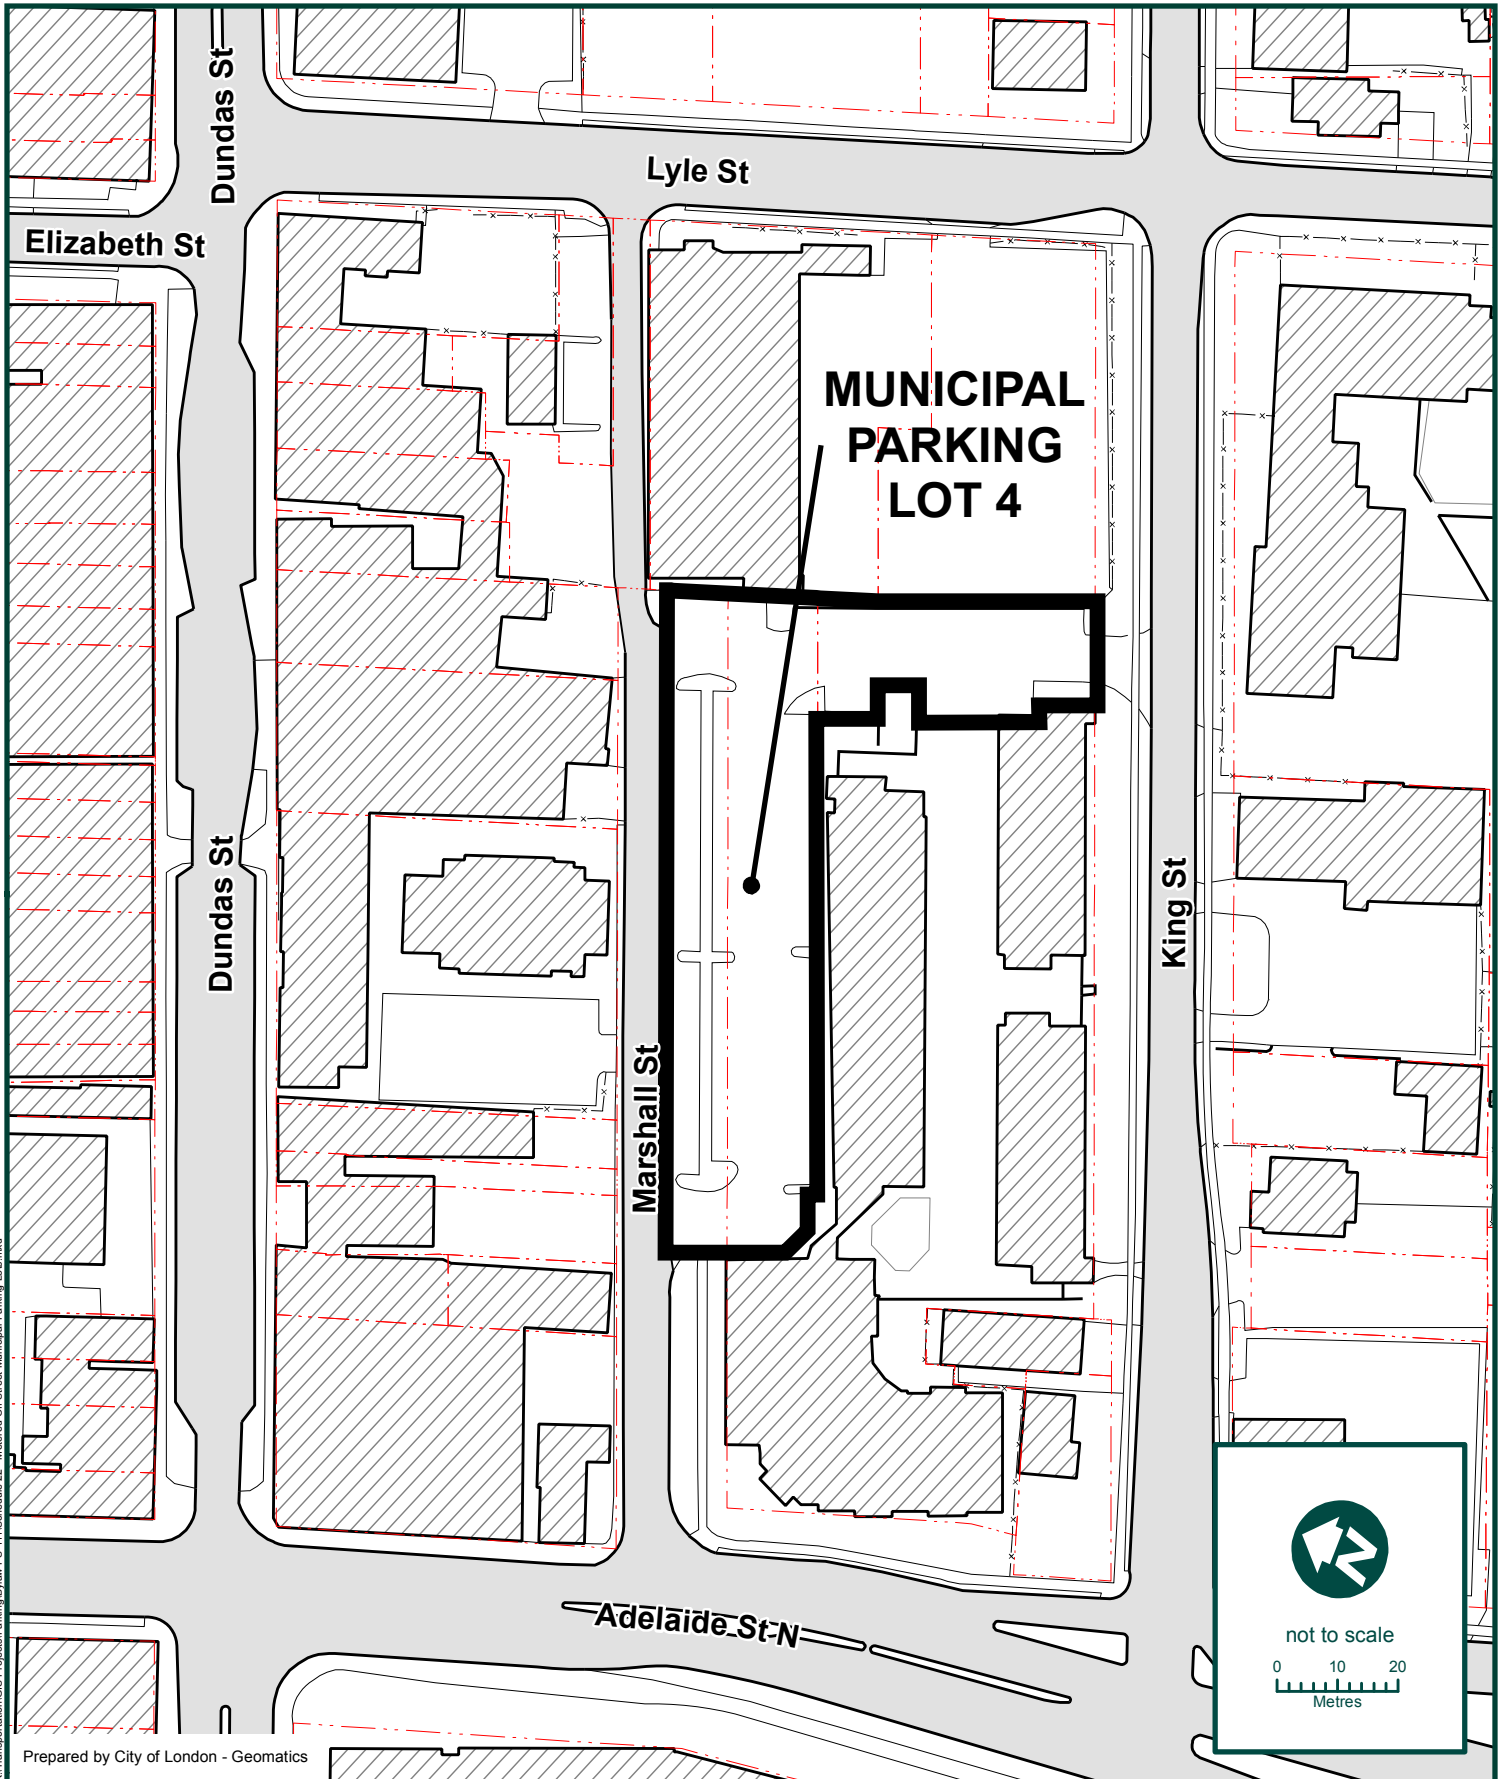 Dundas St
Lyle St
Elizabeth St
MUNICIPAL
PARKING
LOT 4
Dundas St
King St
Marshall St
Adelaide St N
N
not to scale
0 10 20
Metres
Prepared by City of London - Geomatics